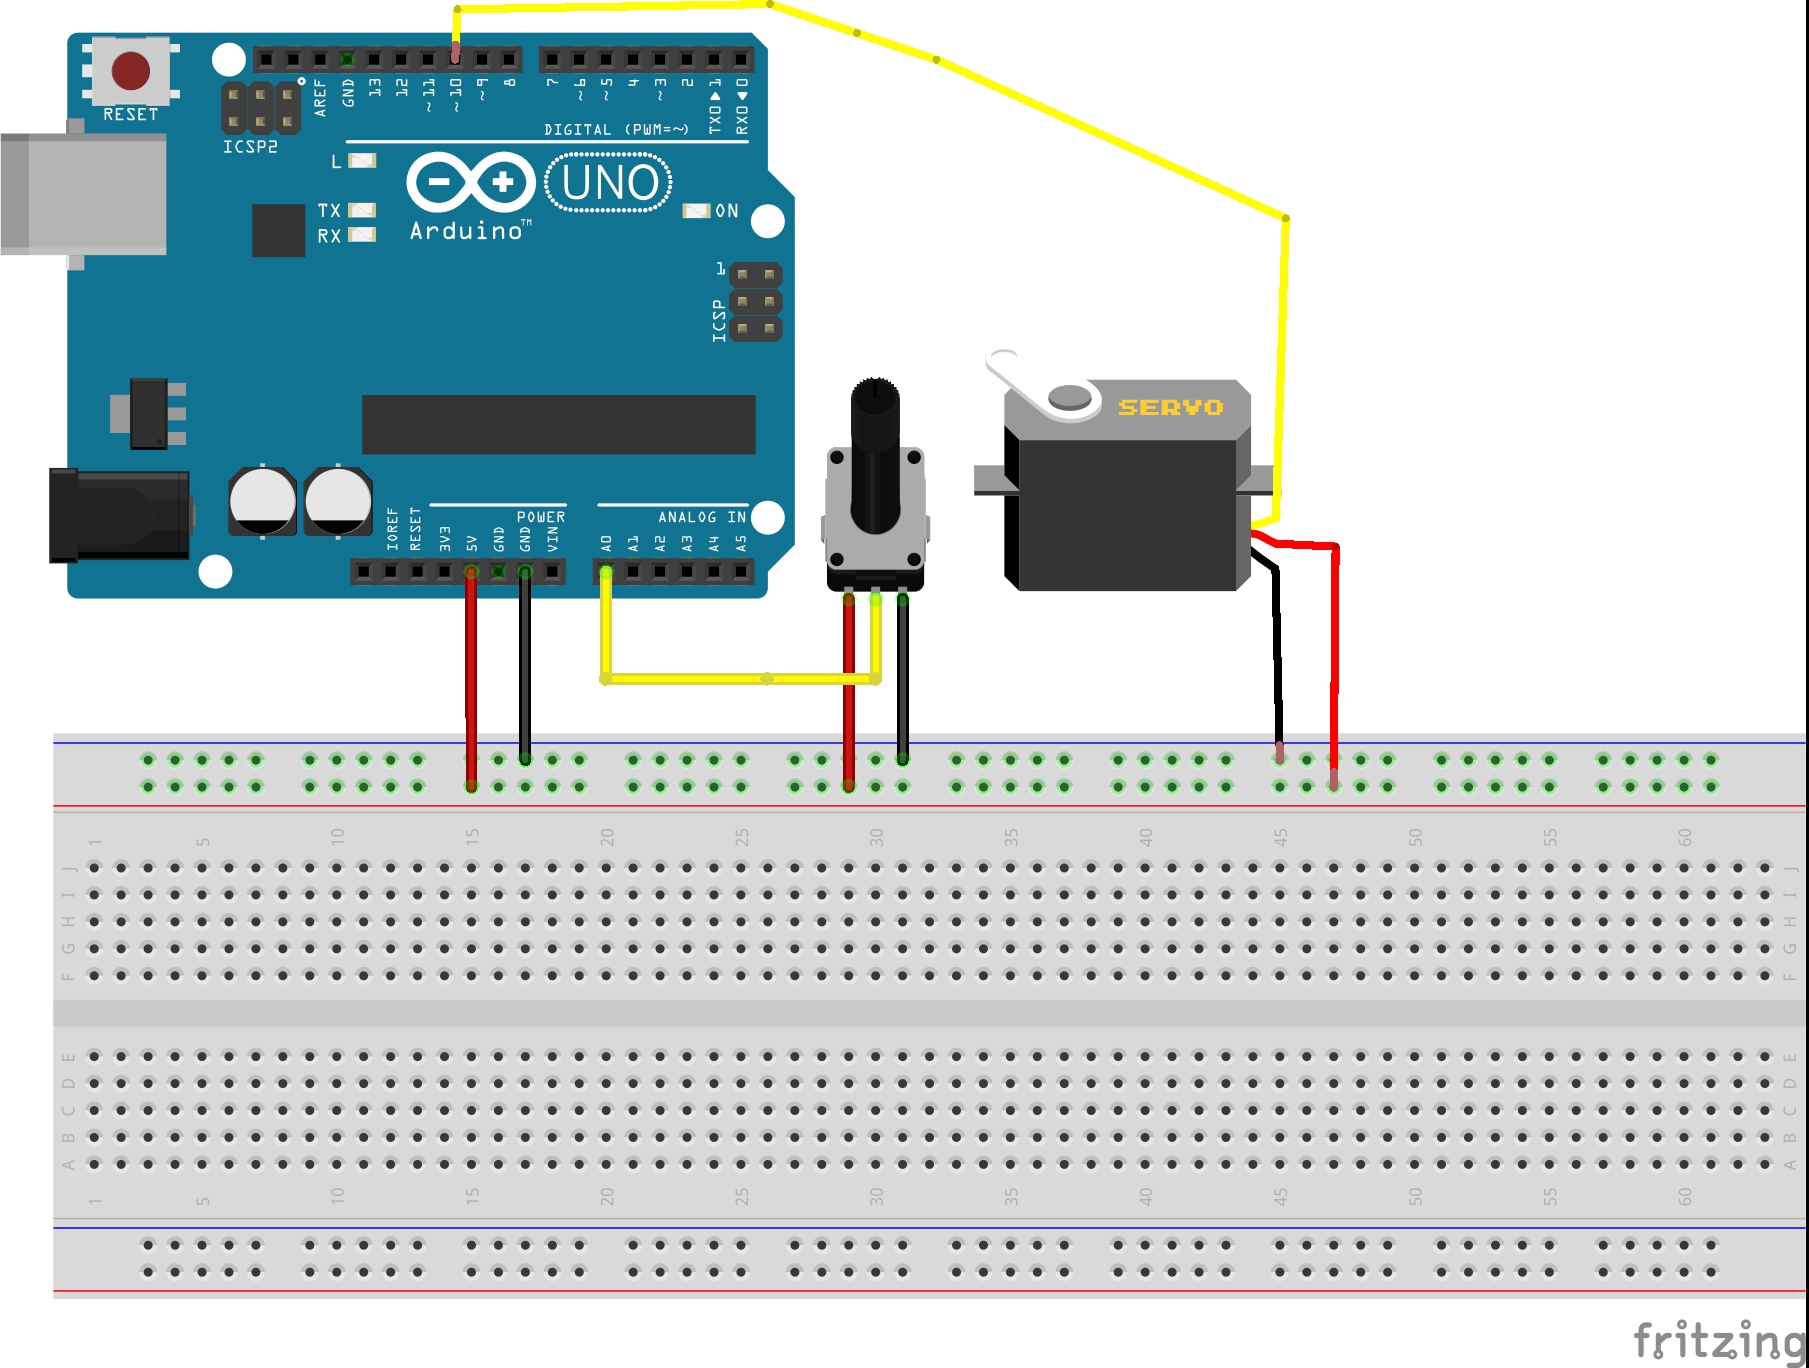 RESET
ICSP2
AREF
GND
13
12
~11
~10
~9
8
7
~6
~5
4
~3
2
TX0▶1
RX0◀0
DIGITAL (PWM=~)
L
TX
RX
UNO
Arduino™
ON
1
ICSP
SERVO
POWER
ANALOG IN
IOREF
RESET
3V3
5V
GND
GND
VIN
A0
A1
A2
A3
A4
A5
1 5 10 15 20 25 30 35 40 45 50 55 60
J J
I I
H H
G G
F F
E E
D D
C C
B B
A A
1 5 10 15 20 25 30 35 40 45 50 55 60
fritzing